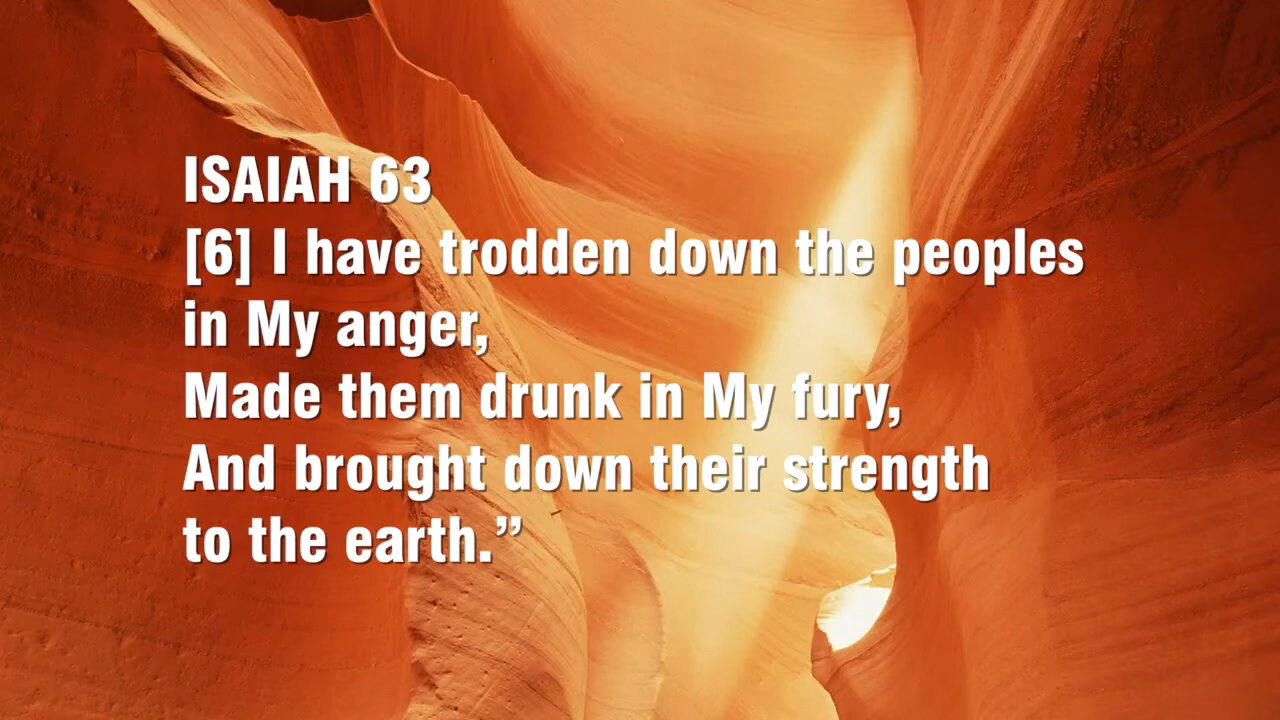 ISAIAH 63
[6] I have trodden down the peoples
in My anger,
Made them drunk in My fury,
And brought down their strength
to the earth.”